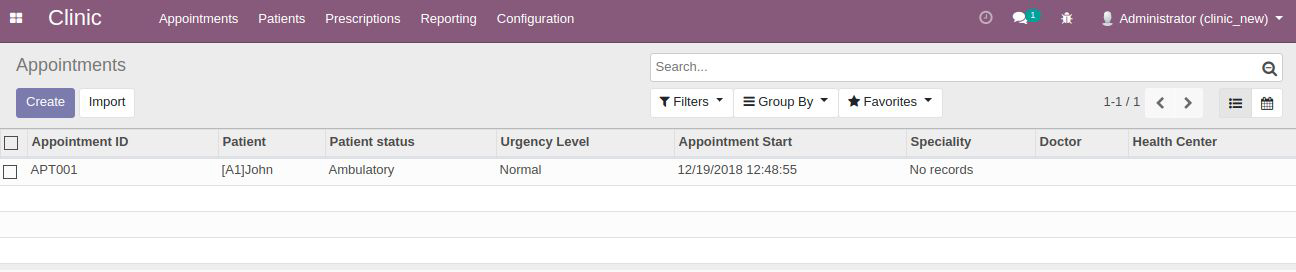 Clinic Appointments Patients Prescriptions Reporting Configuration 1 Administrator (clinic_new)
Appointments Search...
Create Import Filters Group By Favorites 1-1 / 1
Appointment ID Patient Patient status Urgency Level Appointment Start Speciality Doctor Health Center
APT001 [A1]John Ambulatory Normal 12/19/2018 12:48:55 No records